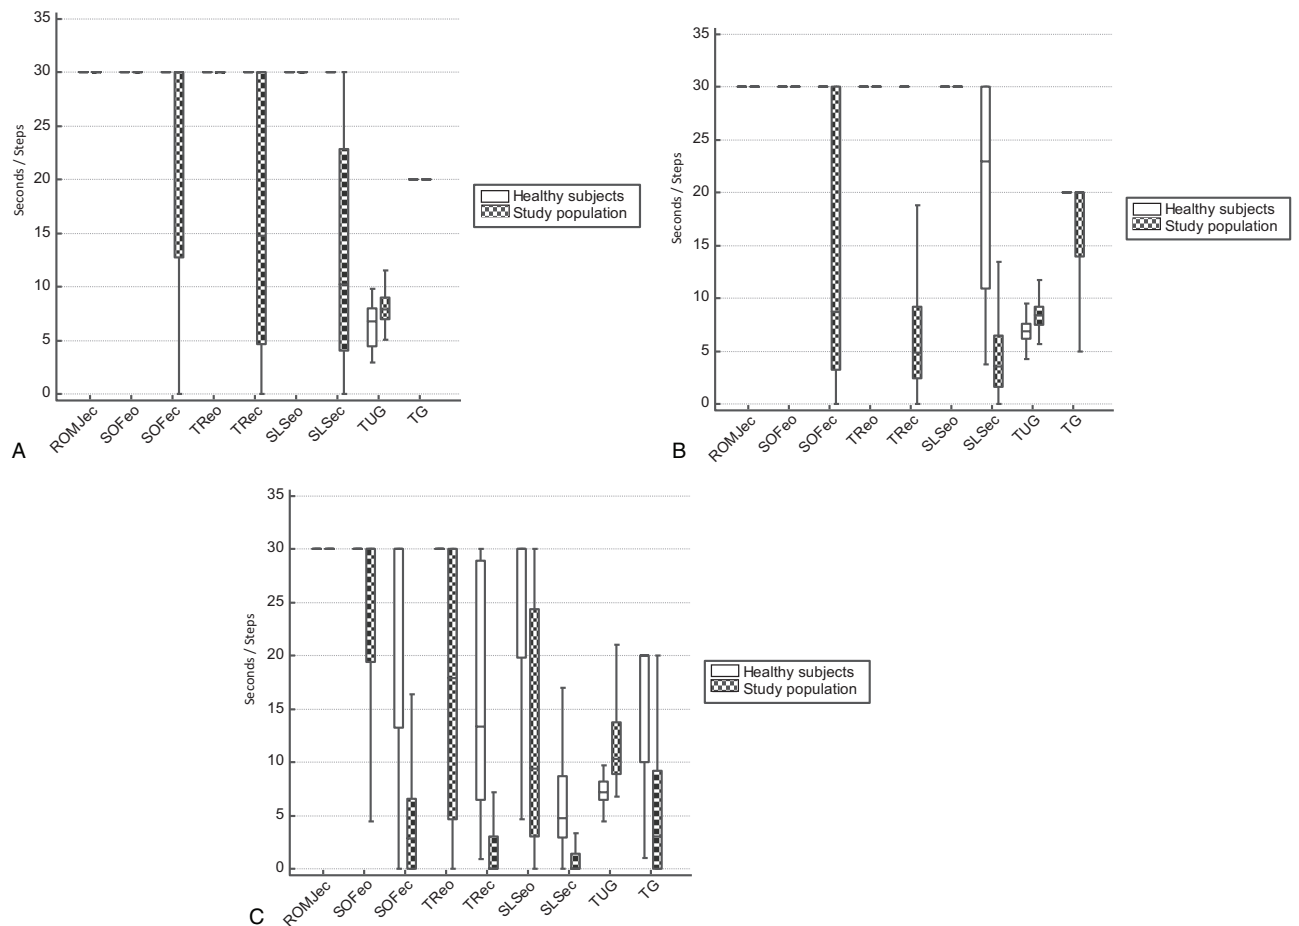 35
30
25
20
15
10
5
0
Seconds / Steps
ROMJec
SOFeo
SOFec
TReo
TRec
SLSeo
SLSec
TUG
TG
Healthy subjects
Study population
A
35
30
25
20
15
10
5
0
Seconds / Steps
ROMJec
SOFeo
SOFec
TReo
TRec
SLSeo
SLSec
TUG
TG
Healthy subjects
Study population
B
35
30
25
20
15
10
5
0
Seconds / Steps
ROMJec
SOFeo
SOFec
TReo
TRec
SLSeo
SLSec
TUG
TG
Healthy subjects
Study population
C